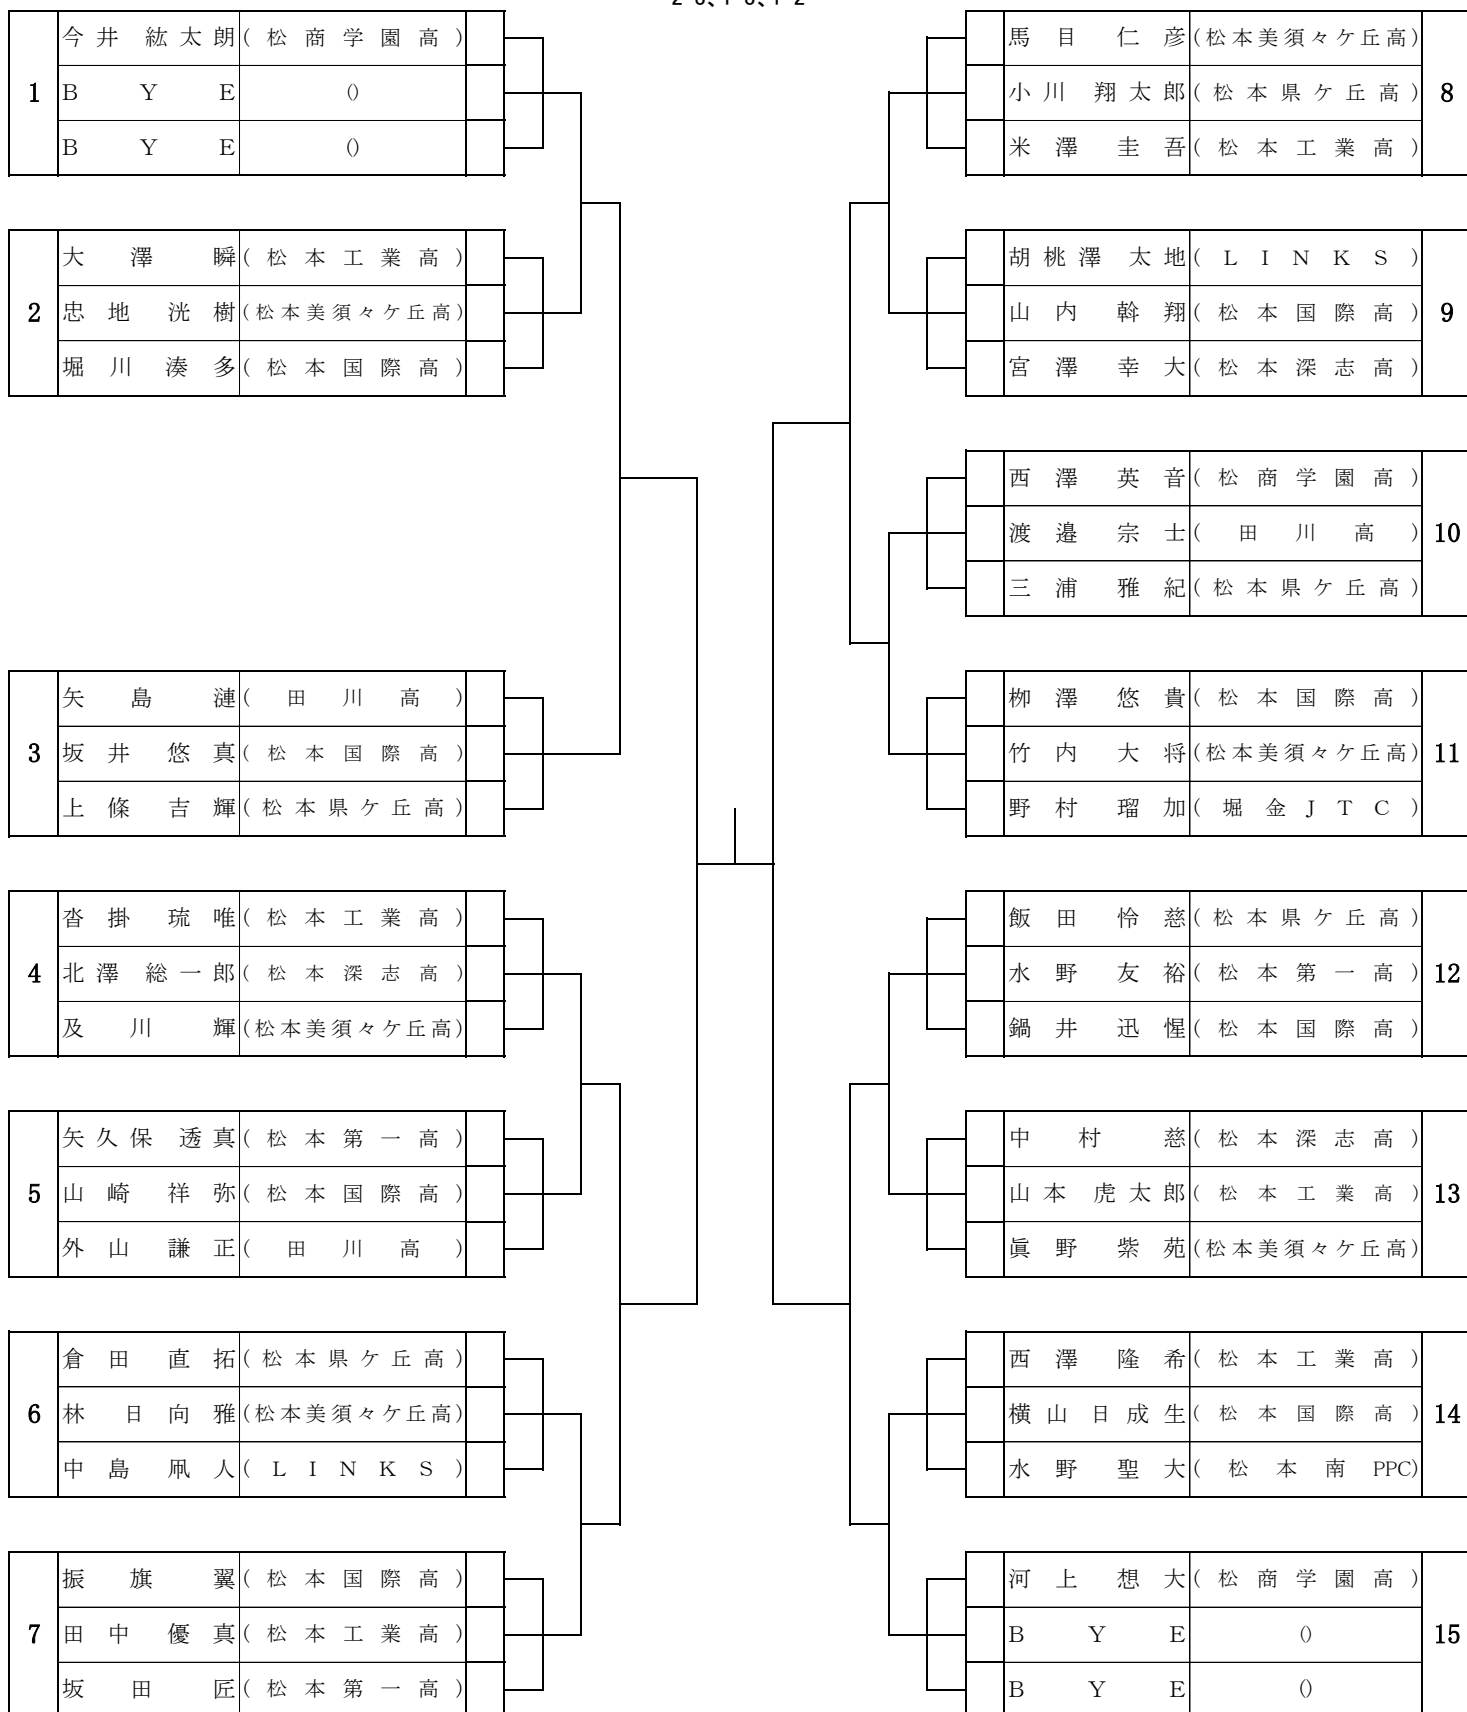 2-3、1-3、1-2
1
今井 紘太朗(松商学園高)
BYE ()
BYE ()
2
大澤 瞬(松本工業高)
忠地 洸樹(松本美須々ケ丘高)
堀川 湊多(松本国際高)
3
矢島 漣(田川高)
坂井 悠真(松本国際高)
上條 吉輝(松本県ケ丘高)
4
沓掛 琉唯(松本工業高)
北澤 総一郎(松本深志高)
及川 輝(松本美須々ケ丘高)
5
矢久保 透真(松本第一高)
山崎 祥弥(松本国際高)
外山 謙正(田川高)
6
倉田 直拓(松本県ケ丘高)
林 日向雅(松本美須々ケ丘高)
中島 凧人(LINKS)
7
振旗 翼(松本国際高)
田中 優真(松本工業高)
坂田 匠(松本第一高)
馬目 仁彦(松本美須々ケ丘高)
小川 翔太郎(松本県ケ丘高)
米澤 圭吾(松本工業高)
8
胡桃澤 太地(LINKS)
山内 幹翔(松本国際高)
宮澤 幸大(松本深志高)
9
西澤 英音(松商学園高)
渡邉 宗士(田川高)
三浦 雅紀(松本県ケ丘高)
10
栁澤 悠貴(松本国際高)
竹内 大将(松本美須々ケ丘高)
野村 瑠加(堀金JTC)
11
飯田 怜慈(松本県ケ丘高)
水野 友裕(松本第一高)
鍋井 迅惺(松本国際高)
12
中村 慈(松本深志高)
山本 虎太郎(松本工業高)
眞野 紫苑(松本美須々ケ丘高)
13
西澤 隆希(松本工業高)
横山 日成生(松本国際高)
水野 聖大(松本南PPC)
14
河上 想大(松商学園高)
BYE ()
BYE ()
15